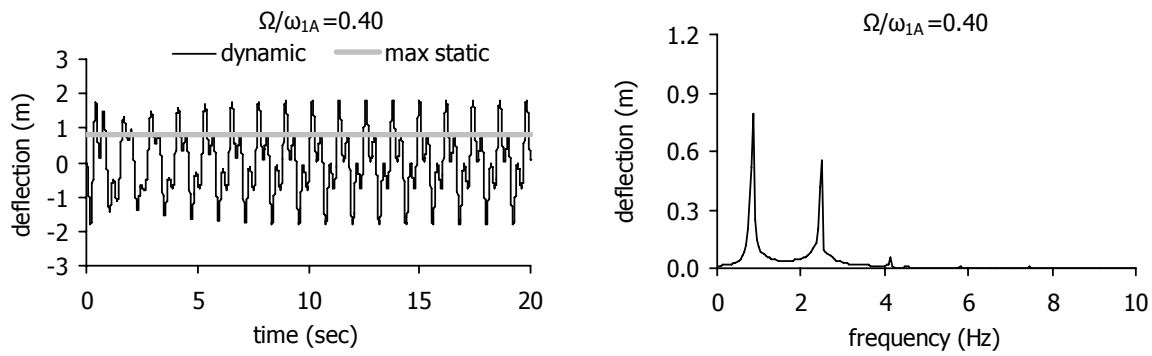 Ω/ω1A=0.40
dynamic max static
3
2
1
0
-1
-2
-3
deflection (m)
0 5 10 15 20
time (sec)
Ω/ω1A=0.40
1.2
0.9
0.6
0.3
0.0
deflection (m)
0 2 4 6 8 10
frequency (Hz)